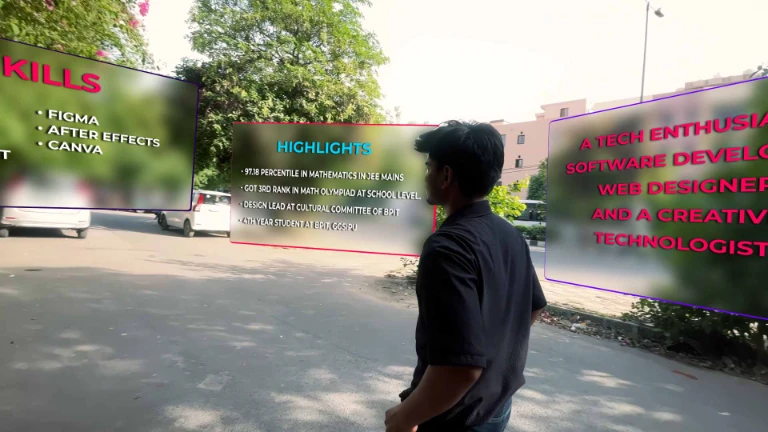 KILLS
• FIGMA
• AFTER EFFECTS
• CANVA
T
HIGHLIGHTS
• 97.18 PERCENTILE IN MATHEMATICS IN JEE MAINS
• GOT 3RD RANK IN MATH OLYMPIAD AT SCHOOL LEVEL.
• DESIGN LEAD AT CULTURAL COMMITTEE OF BPIT
• 4TH YEAR STUDENT AT BPIT, GGSIPU
A TECH ENTHUSIA
SOFTWARE DEVELO
WEB DESIGNER
AND A CREATIV
TECHNOLOGIST